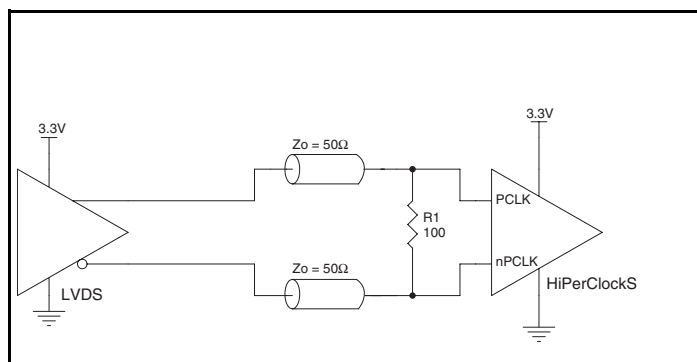 3.3V
3.3V
Zo = 50Ω
PCLK
R1
100
nPCLK
Zo = 50Ω
LVDS
HiPerClockS